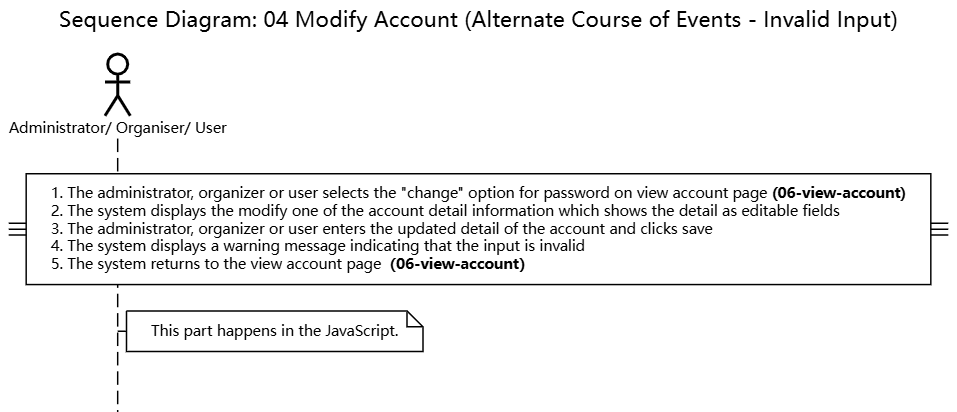 Sequence Diagram: 04 Modify Account (Alternate Course of Events - Invalid Input)
Administrator/ Organiser/ User
1. The administrator, organizer or user selects the "change" option for password on view account page (06-view-account)
2. The system displays the modify one of the account detail information which shows the detail as editable fields
3. The administrator, organizer or user enters the updated detail of the account and clicks save
4. The system displays a warning message indicating that the input is invalid
5. The system returns to the view account page (06-view-account)
This part happens in the JavaScript.